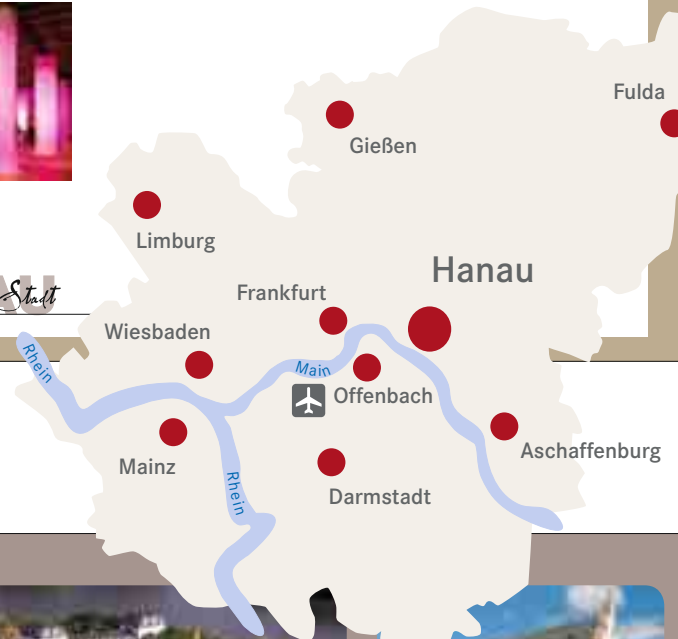 Fulda
Gießen
Limburg
Hanau
Stadt
Frankfurt
Wiesbaden
Rhein
Main
Offenbach
Mainz
Aschaffenburg
Rhein
Darmstadt